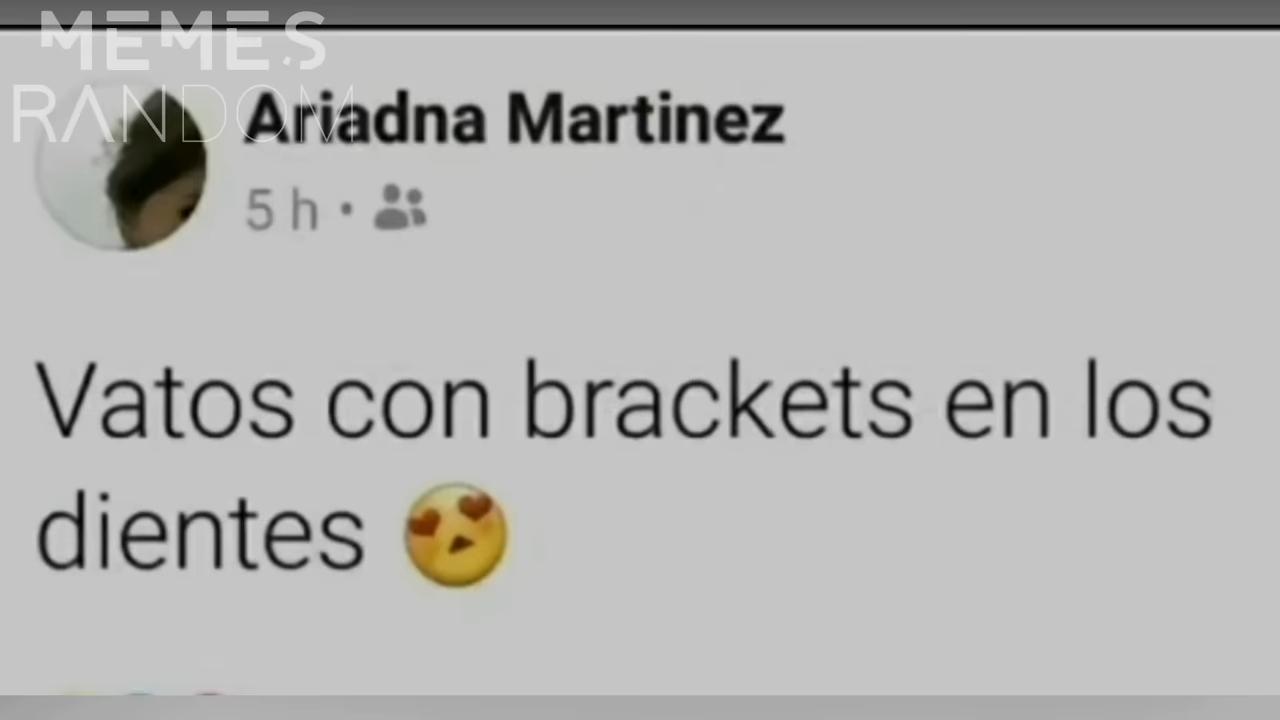 MEMES
RANDOM
Ariadna Martinez
5 h •
Vatos con brackets en los
dientes 😍